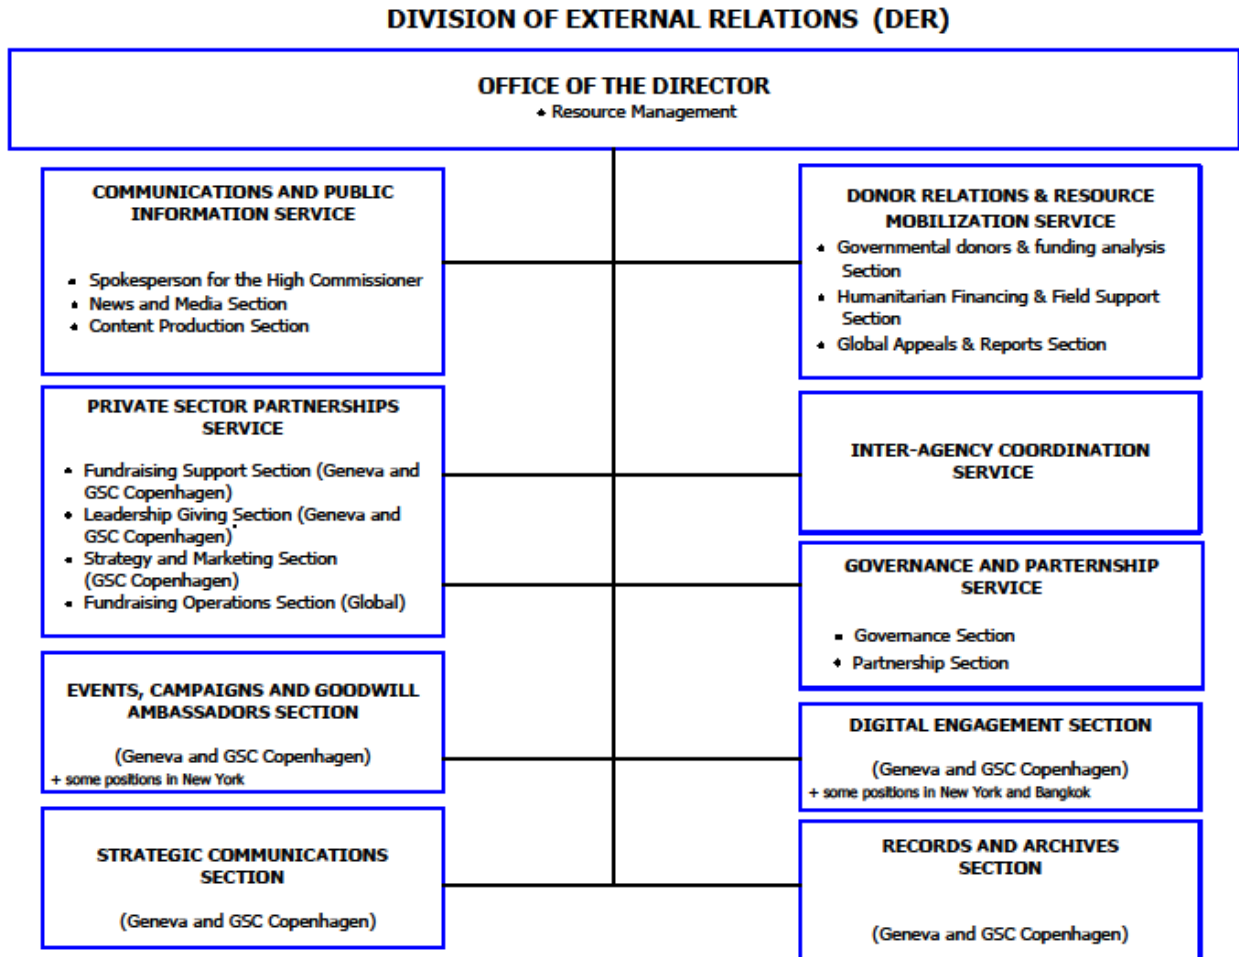 DIVISION OF EXTERNAL RELATIONS (DER)
OFFICE OF THE DIRECTOR
• Resource Management
COMMUNICATIONS AND PUBLIC
INFORMATION SERVICE
• Spokesperson for the High Commissioner
• News and Media Section
• Content Production Section
PRIVATE SECTOR PARTNERSHIPS
SERVICE
• Fundraising Support Section (Geneva and
GSC Copenhagen)
• Leadership Giving Section (Geneva and
GSC Copenhagen)
• Strategy and Marketing Section
(GSC Copenhagen)
• Fundraising Operations Section (Global)
EVENTS, CAMPAIGNS AND GOODWILL
AMBASSADORS SECTION
(Geneva and GSC Copenhagen)
+ some positions in New York
STRATEGIC COMMUNICATIONS
SECTION
(Geneva and GSC Copenhagen)
DONOR RELATIONS & RESOURCE
MOBILIZATION SERVICE
• Governmental donors & funding analysis
Section
• Humanitarian Financing & Field Support
Section
• Global Appeals & Reports Section
INTER-AGENCY COORDINATION
SERVICE
GOVERNANCE AND PARTERNSHIP
SERVICE
• Governance Section
• Partnership Section
DIGITAL ENGAGEMENT SECTION
(Geneva and GSC Copenhagen)
+ some positions in New York and Bangkok
RECORDS AND ARCHIVES
SECTION
(Geneva and GSC Copenhagen)